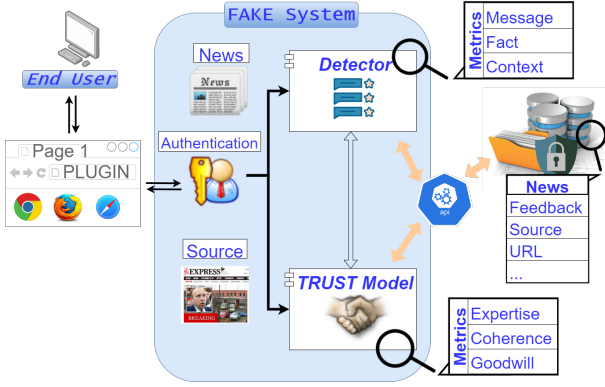 FAKE System
End User
Page 1
PLUGIN
News
News
Authentication
Source
EXPRESS
BREAKING
Detector
TRUST Model
api
Metrics
Message
Fact
Context
News
Feedback
Source
URL
...
Metrics
Expertise
Coherence
Goodwill